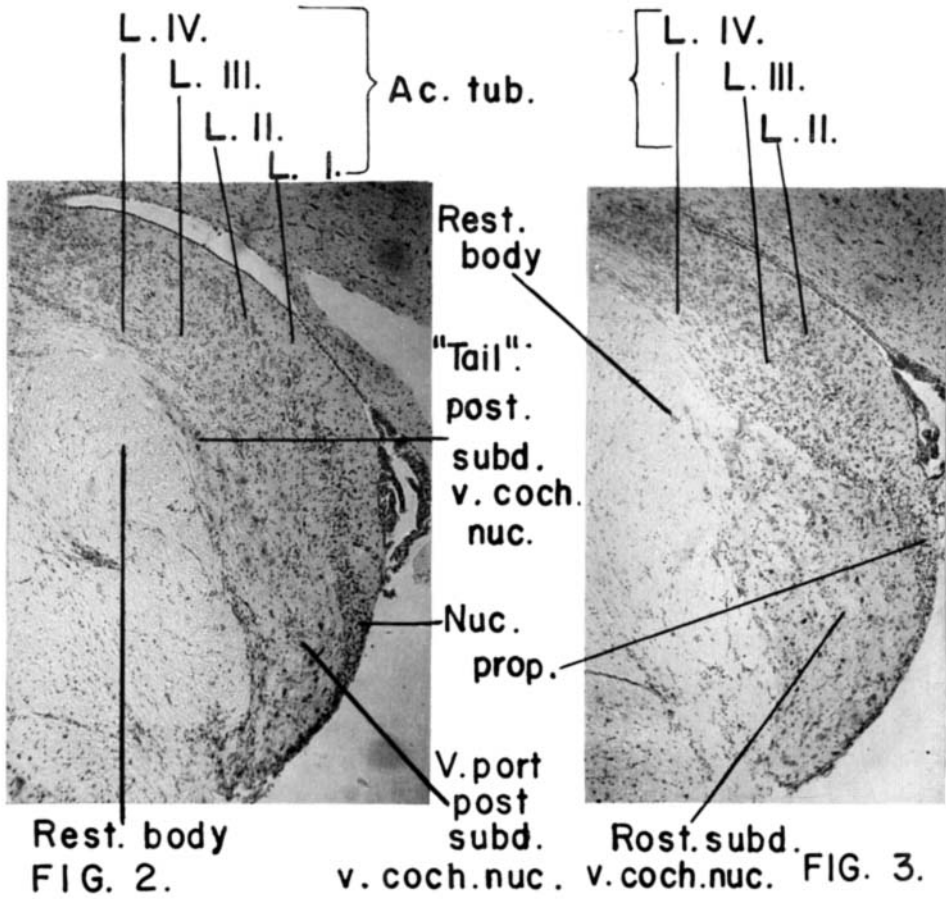 L. IV.
L. III.
L. II.
L. I.
Ac. tub.
L. IV.
L. III.
L. II.
Rest.
body
"Tail":
post.
subd.
v. coch.
nuc.
Nuc.
prop.
V. port
post
subd.
v. coch. nuc.
Rest. body
FIG. 2.
Rost. subd.
v. coch. nuc.
FIG. 3.